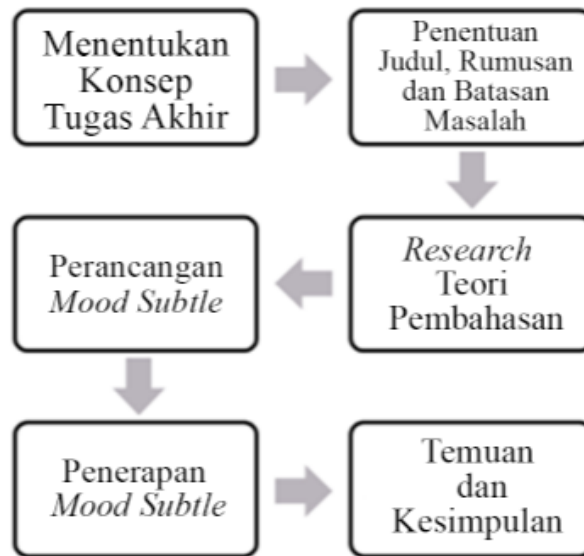 Menentukan
Konsep
Tugas Akhir
Penentuan
Judul, Rumusan
dan Batasan
Masalah
Research
Teori
Pembahasan
Perancangan
Mood Subtle
Penerapan
Mood Subtle
Temuan
dan
Kesimpulan